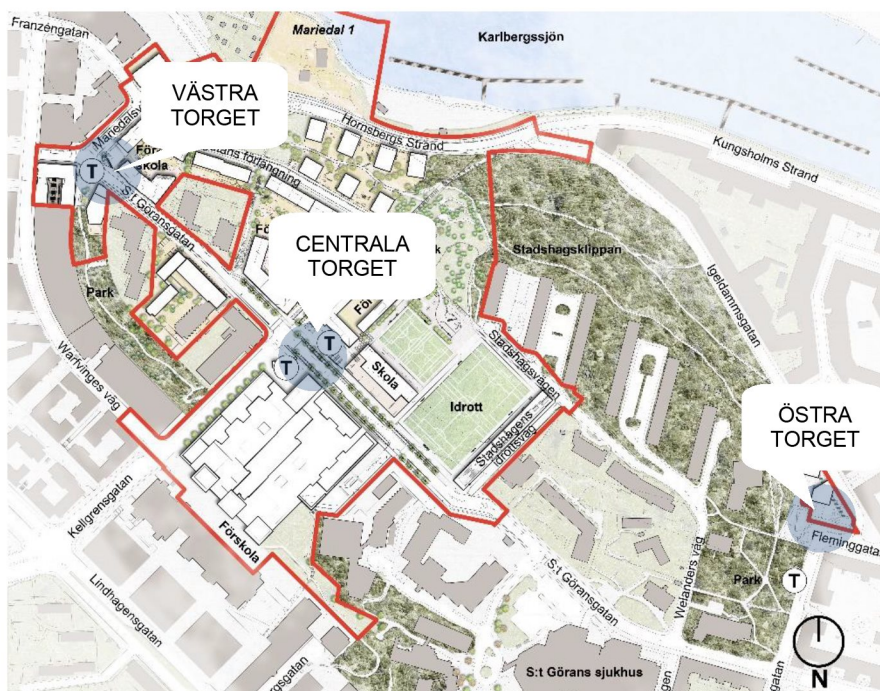 Franzéngatan
Mariedal 1
Karlbergssjön
VÄSTRA
TORGET
Hornsbergs Strand
Kungsholms Strand
T
skola
S:t Göransgatan
förlängning
CENTRALA
TORGET
Stadshagsklippan
Igeldammsgatan
Park
Warfvinges väg
T
T
Skola
Idrott
Stadshagsvägen
Stadshagens
idrottsväg
ÖSTRA
TORGET
Kellgrensgatan
Förskola
Lindhagensgatan
S:t Göransgatan
Welanders väg
Park
T
Fleminggatan
S:t Görans sjukhus
N